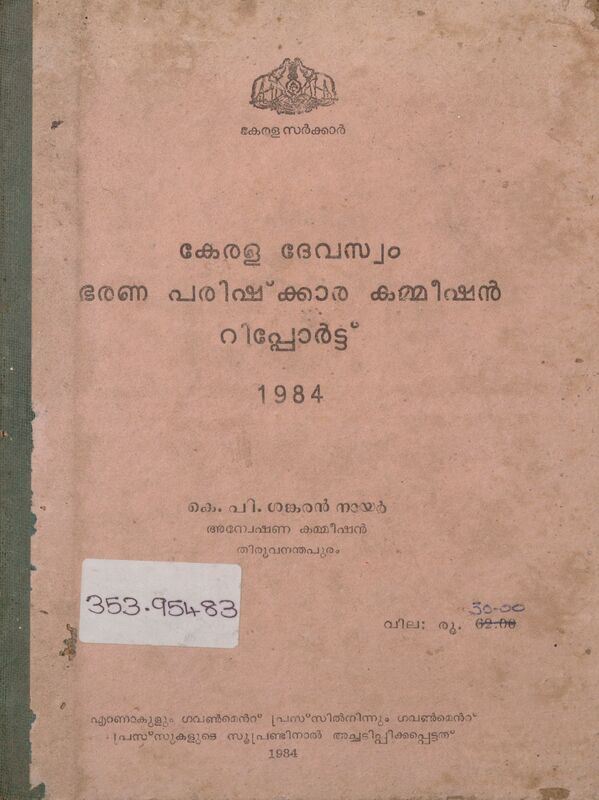 കേരള സർക്കാർ
കേരള ദേവസ്വം
ഭരണ പരിഷ്ക്കാര കമ്മീഷൻ
റിപ്പോർട്ട്
1984
കെ. പി. ശങ്കരൻ നായർ
അന്വേഷണ കമ്മീഷൻ
തിരുവനന്തപുരം
353.95483
30-00
വില: രൂ. 62.00
എറണാകുളം ഗവൺമെൻറ് പ്രസ്സിൽനിന്നും ഗവൺമെൻറ്
പ്രസ്സുകളുടെ സൂപ്രണ്ടിനാൽ അച്ചടിപ്പിക്കപ്പെട്ടത്
1984